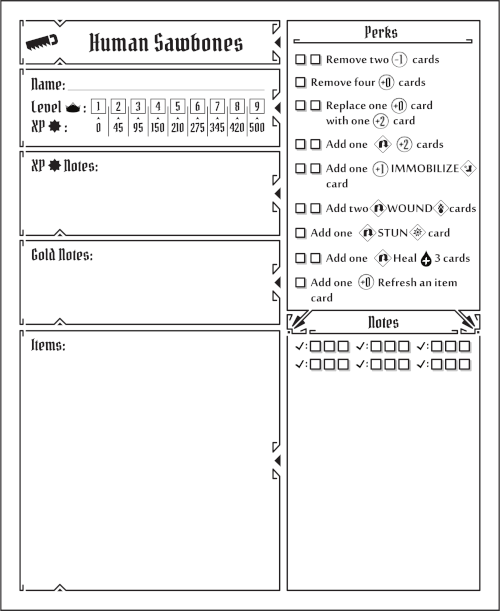 Human Sawbones
Name:
Level :
1 2 3 4 5 6 7 8 9
XP :
0 45 95 150 210 275 345 420 500
XP Notes:
Gold Notes:
Items:
Perks
Remove two -1 cards
Remove four +0 cards
Replace one +0 card
with one +2 card
Add one +2 cards
Add one +1 IMMOBILIZE
card
Add two WOUND cards
Add one STUN card
Add one Heal 3 cards
Add one +0 Refresh an item
card
Notes
✓: ✓: ✓:
✓: ✓: ✓: